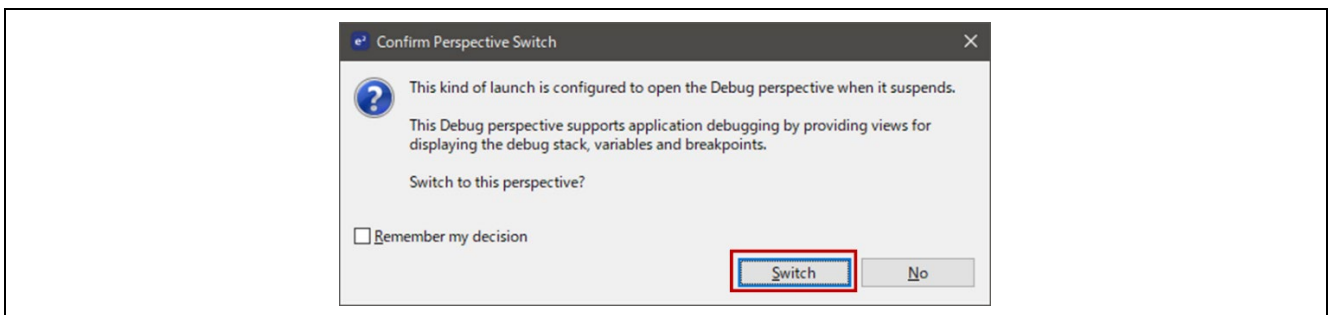 e² Confirm Perspective Switch
This kind of launch is configured to open the Debug perspective when it suspends.
This Debug perspective supports application debugging by providing views for
displaying the debug stack, variables and breakpoints.
Switch to this perspective?
Remember my decision
Switch No